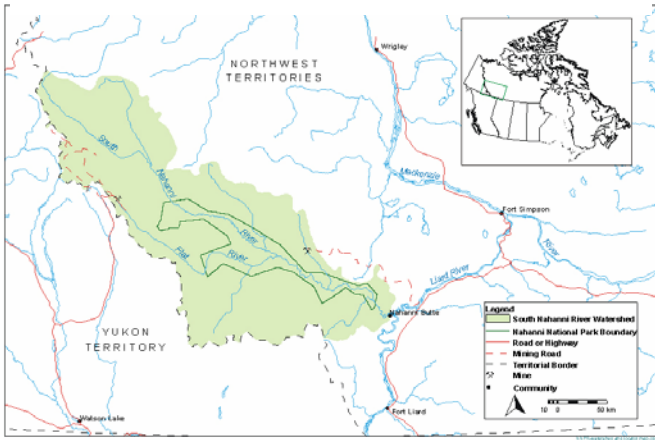 NORTHWEST
TERRITORIES
Wrigley
South
Nahanni
River
Mackenzie
River
Fort Simpson
Flat
River
Liard River
Nahanni Butte
YUKON
TERRITORY
Watson Lake
Fort Liard
Legend
South Nahanni River Watershed
Nahanni National Park Boundary
Road or Highway
Mining Road
Territorial Border
Mine
Community
10 0 50 km